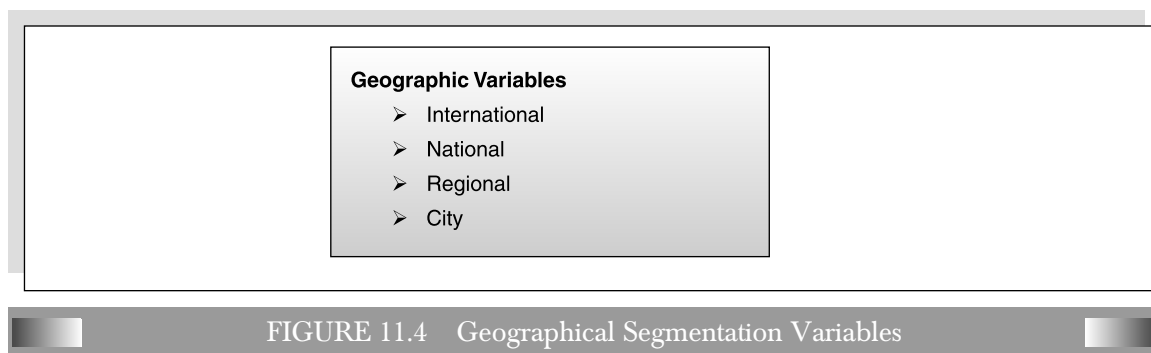 Geographic Variables
➢ International
➢ National
➢ Regional
➢ City
FIGURE 11.4 Geographical Segmentation Variables